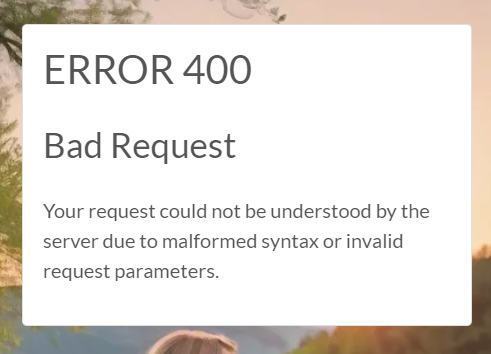 ERROR 400
Bad Request
Your request could not be understood by the
server due to malformed syntax or invalid
request parameters.